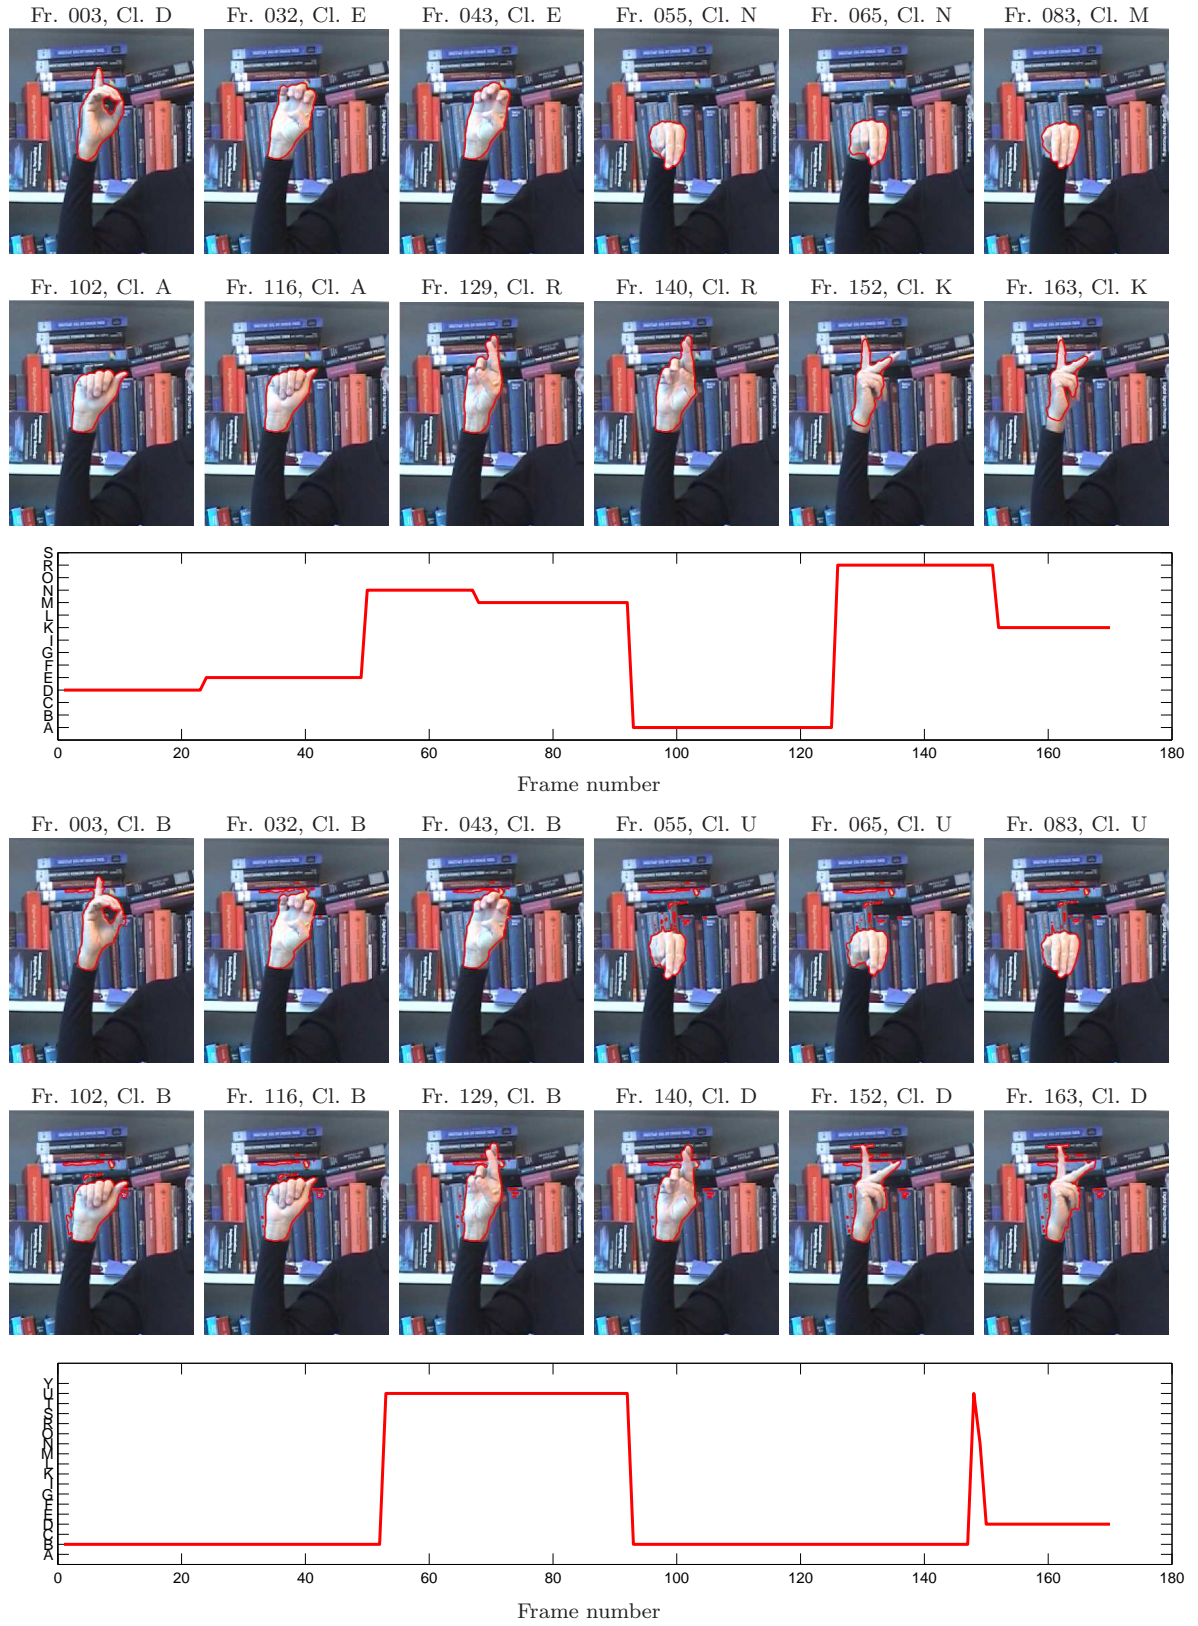 Fr. 003, Cl. D Fr. 032, Cl. E Fr. 043, Cl. E Fr. 055, Cl. N Fr. 065, Cl. N Fr. 083, Cl. M
Fr. 102, Cl. A Fr. 116, Cl. A Fr. 129, Cl. R Fr. 140, Cl. R Fr. 152, Cl. K Fr. 163, Cl. K
S
R
O
N
M
L
K
I
G
F
E
D
C
B
A
0 20 40 60 80 100 120 140 160 180
Frame number
Fr. 003, Cl. B Fr. 032, Cl. B Fr. 043, Cl. B Fr. 055, Cl. U Fr. 065, Cl. U Fr. 083, Cl. U
Fr. 102, Cl. B Fr. 116, Cl. B Fr. 129, Cl. B Fr. 140, Cl. D Fr. 152, Cl. D Fr. 163, Cl. D
Y
U
T
S
R
O
N
M
L
K
I
G
F
E
D
C
B
A
0 20 40 60 80 100 120 140 160 180
Frame number